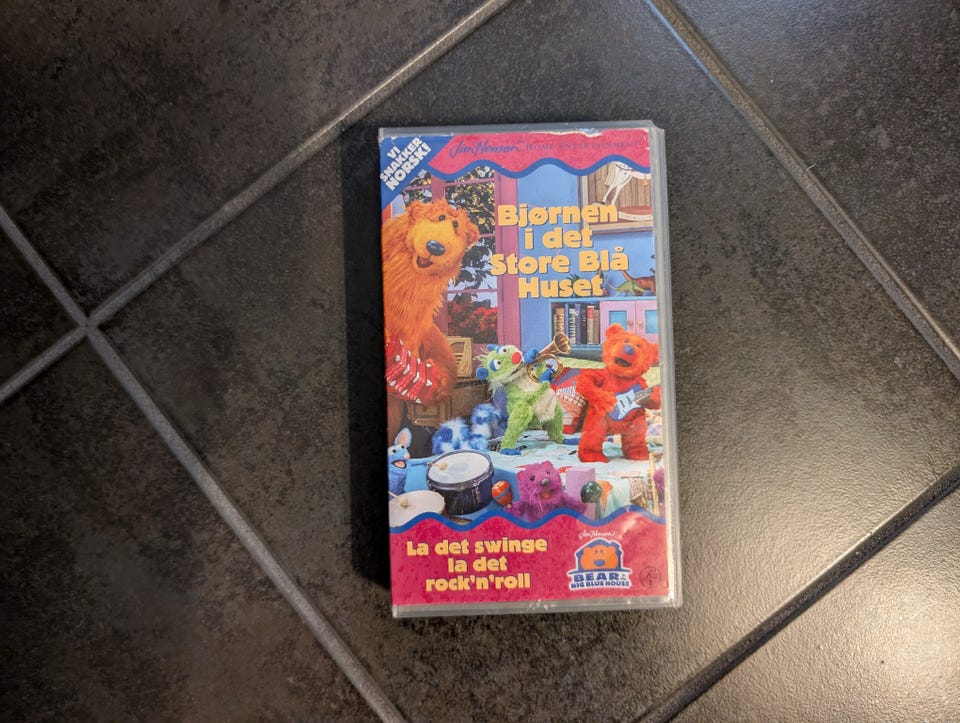 VI
SNAKKER
NORSK!
Jim Henson HOME ENTERTAINMENT
Bjørnen
i det
Store Blå
Huset
La det swinge
la det
rock'n'roll
Jim Henson's
BEAR IN THE
BIG BLUE HOUSE